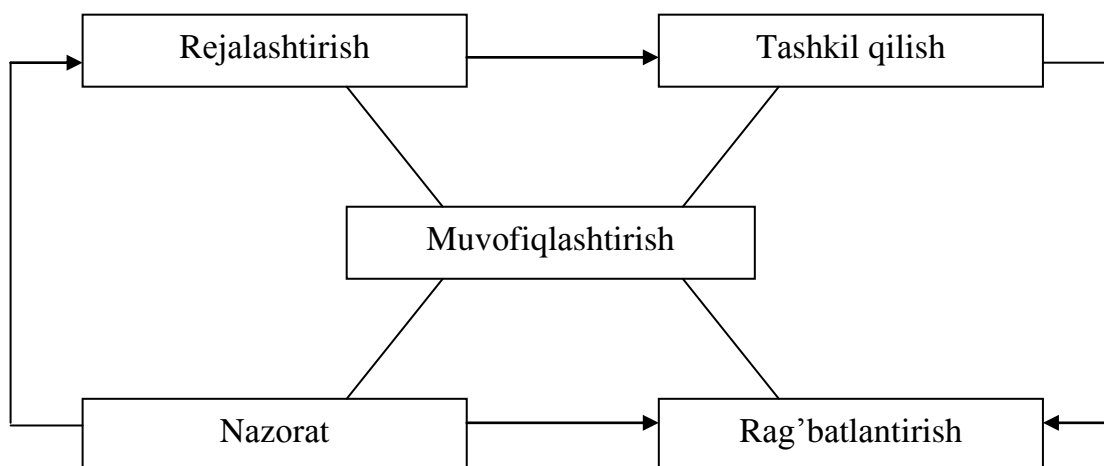 Rejalashtirish
Tashkil qilish
Muvofiqlashtirish
Nazorat
Rag’batlantirish